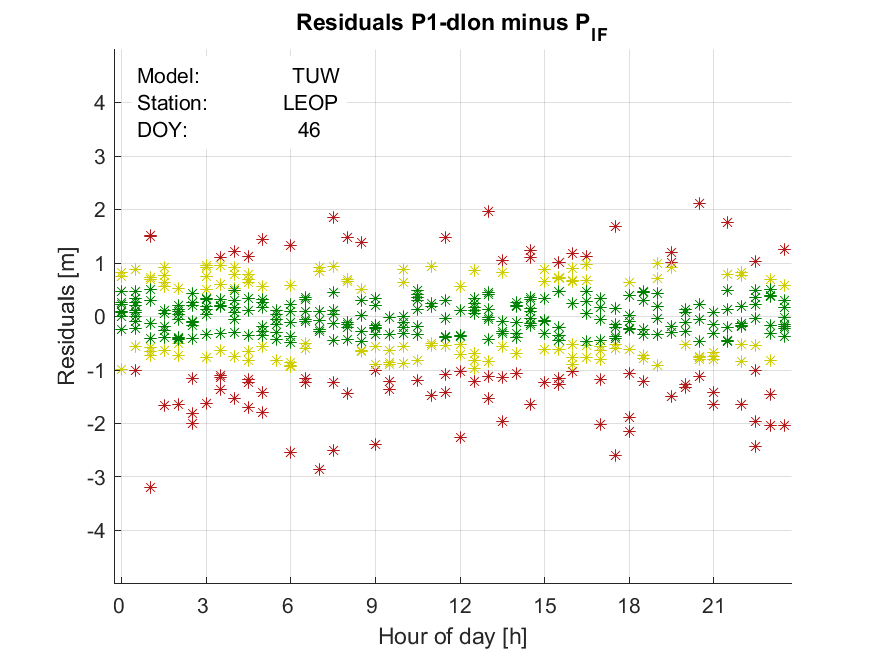 Residuals P1-dIon minus P_IF
Model: TUW
Station: LEOP
DOY: 46
4
3
2
1
0
-1
-2
-3
-4
Residuals [m]
0 3 6 9 12 15 18 21
Hour of day [h]